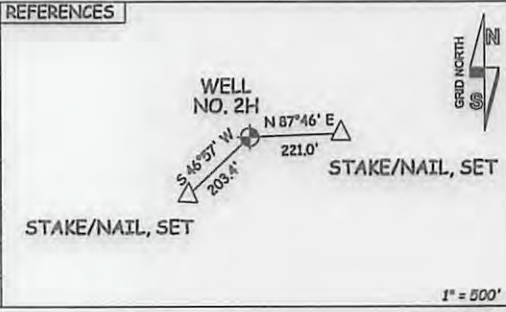 REFERENCES
N
GRID NORTH
S
WELL
NO. 2H
N 87°46' E
221.0'
S 46°57' W
203.4'
STAKE/NAIL, SET
STAKE/NAIL, SET
1" = 500'